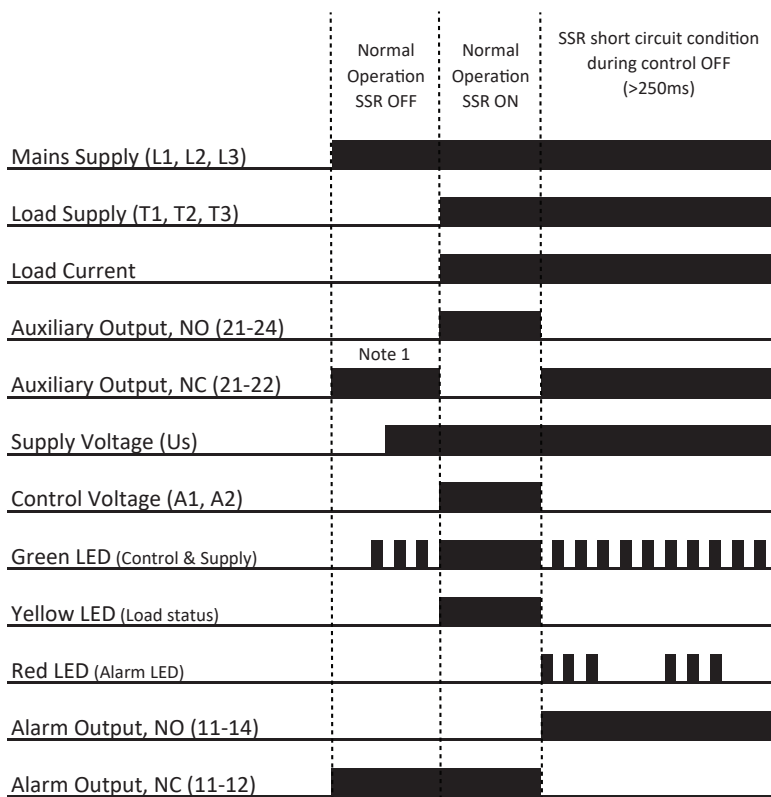 Normal
Operation
SSR OFF
Normal
Operation
SSR ON
SSR short circuit condition
during control OFF
(>250ms)
Mains Supply (L1, L2, L3)
Load Supply (T1, T2, T3)
Load Current
Auxiliary Output, NO (21-24)
Note 1
Auxiliary Output, NC (21-22)
Supply Voltage (Us)
Control Voltage (A1, A2)
Green LED (Control & Supply)
Yellow LED (Load status)
Red LED (Alarm LED)
Alarm Output, NO (11-14)
Alarm Output, NC (11-12)